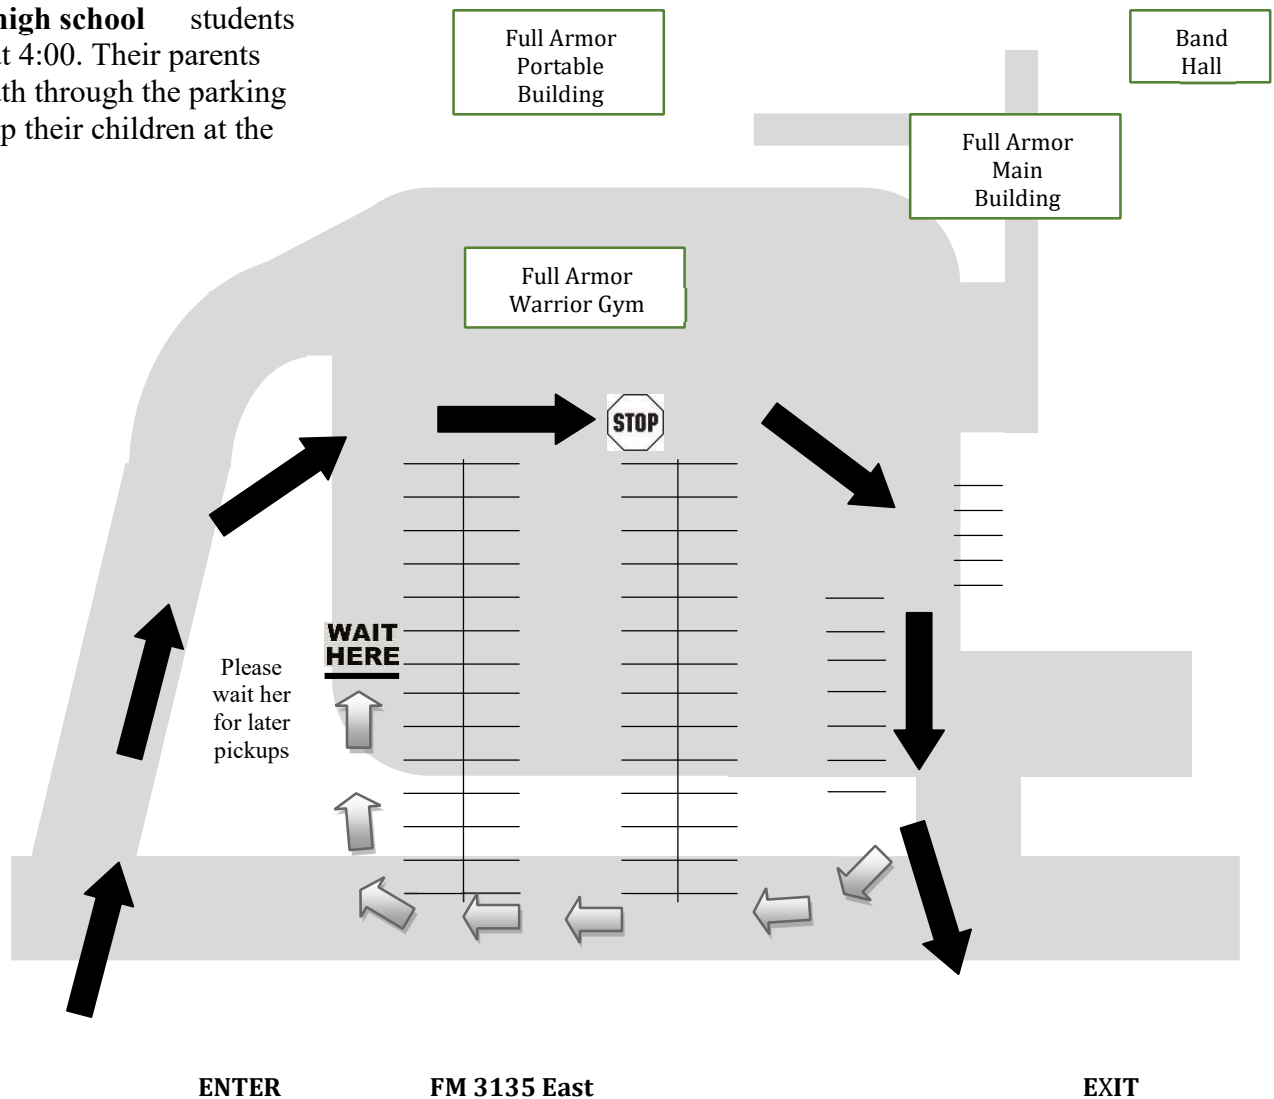 high school students
at 4:00. Their parents
through the parking
their children at the
Full Armor
Portable
Building
Band
Hall
Full Armor
Main
Building
Full Armor
Warrior Gym
STOP
WAIT
HERE
Please
wait her
for later
pickups
ENTER FM 3135 East EXIT